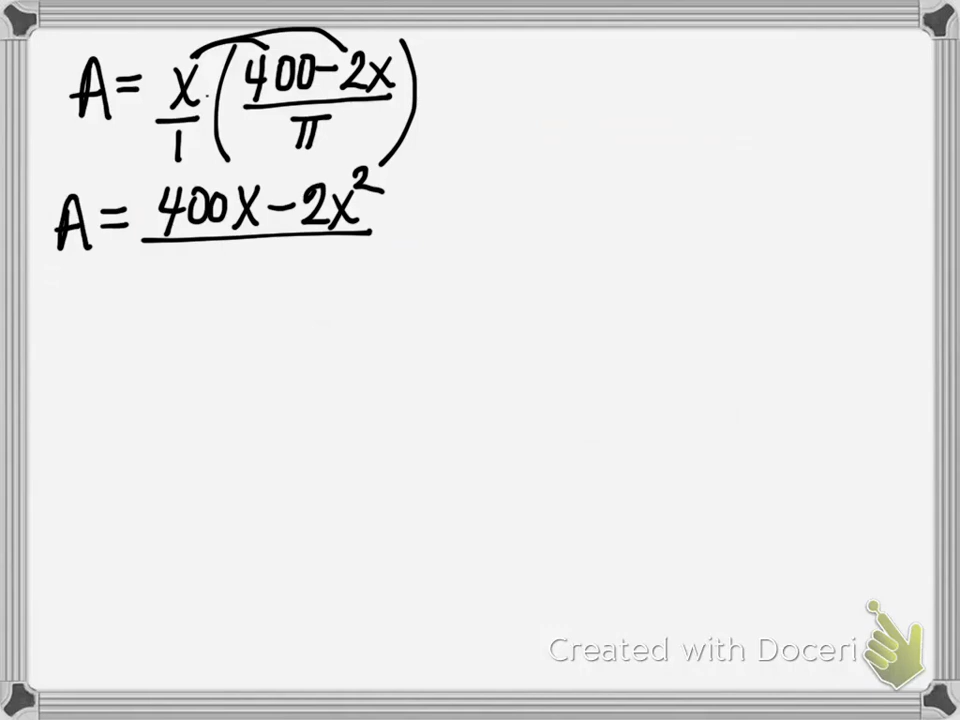 A = x/1 (400-2x/π)
A = 400x-2x²
Created with Doceri